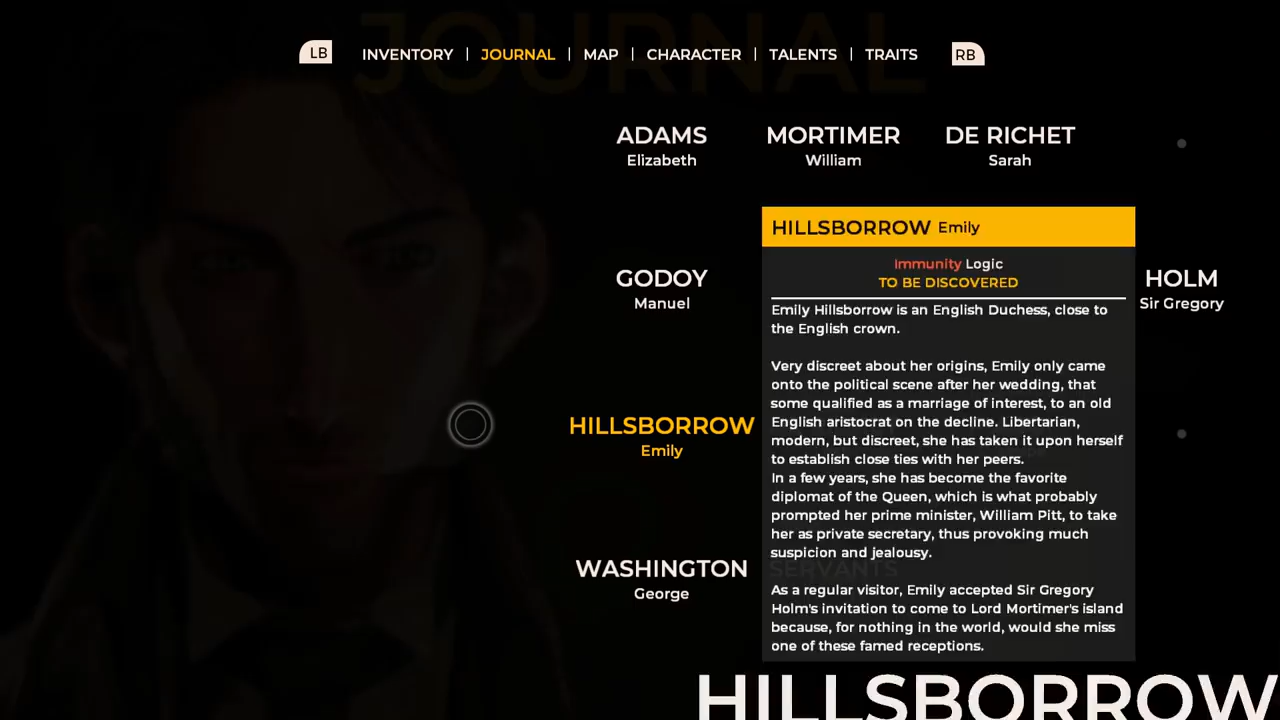 JOURNAL
LB INVENTORY | JOURNAL | MAP | CHARACTER | TALENTS | TRAITS RB
ADAMS MORTIMER DE RICHET
Elizabeth William Sarah
HILLSBORROW Emily
Immunity Logic
TO BE DISCOVERED
GODOY HOLM
Manuel Sir Gregory
Emily Hillsborrow is an English Duchess, close to
the English crown.
Very discreet about her origins, Emily only came
onto the political scene after her wedding, that
some qualified as a marriage of interest, to an old
English aristocrat on the decline. Libertarian,
modern, but discreet, she has taken it upon herself
to establish close ties with her peers.
In a few years, she has become the favorite
diplomat of the Queen, which is what probably
prompted her prime minister, William Pitt, to take
her as private secretary, thus provoking much
suspicion and jealousy.
As a regular visitor, Emily accepted Sir Gregory
Holm's invitation to come to Lord Mortimer's island
because, for nothing in the world, would she miss
one of these famed receptions.
HILLSBORROW
Emily
WASHINGTON SERVANTS
George
HILLSBORROW